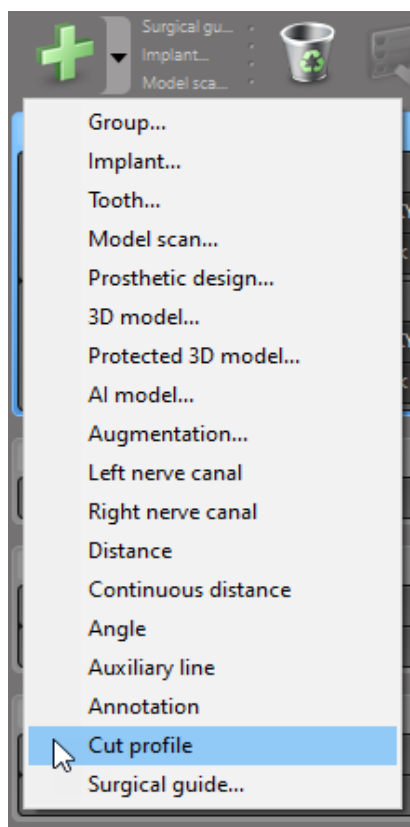 Surgical gu...
Implant...
Model sca...
Group...
Implant...
Tooth...
Model scan...
Prosthetic design...
3D model...
Protected 3D model...
AI model...
Augmentation...
Left nerve canal
Right nerve canal
Distance
Continuous distance
Angle
Auxiliary line
Annotation
Cut profile
Surgical guide...